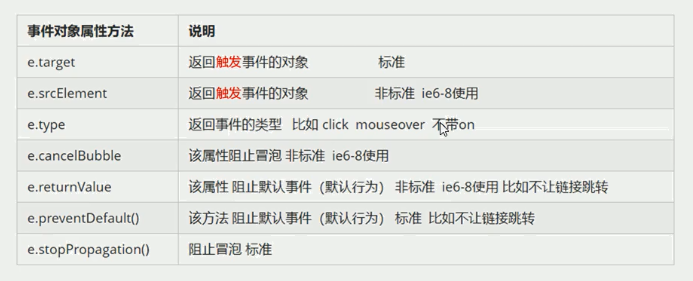 事件对象属性方法 说明
e.target 返回触发事件的对象 标准
e.srcElement 返回触发事件的对象 非标准 ie6-8使用
e.type 返回事件的类型 比如 click mouseover 不带on
e.cancelBubble 该属性阻止冒泡 非标准 ie6-8使用
e.returnValue 该属性 阻止默认事件（默认行为） 非标准 ie6-8使用 比如不让链接跳转
e.preventDefault() 该方法 阻止默认事件（默认行为） 标准 比如不让链接跳转
e.stopPropagation() 阻止冒泡 标准